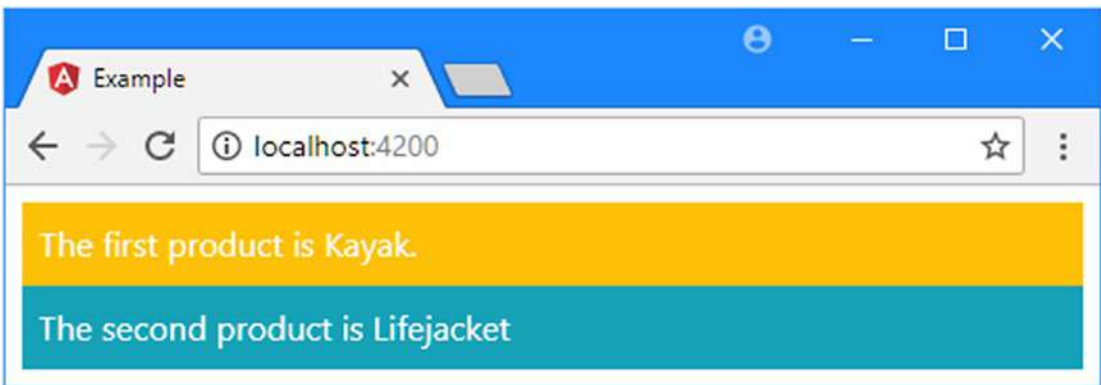 Example
localhost:4200
The first product is Kayak.
The second product is Lifejacket